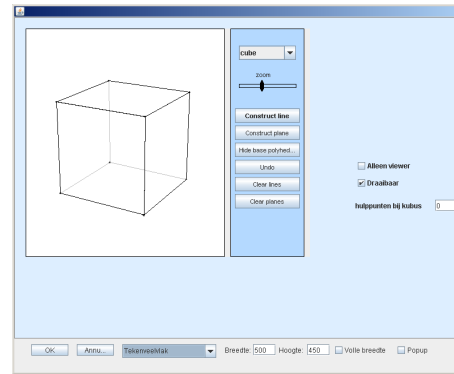 cube
zoom
Construct line
Construct plane
Hide base polyhed...
Undo
Clear lines
Clear planes
Alleen viewer
Draaibaar
hulppunten bij kubus 0
OK Annu... Tekenveelvlak Breedte: 500 Hoogte: 450 Volle breedte Popup